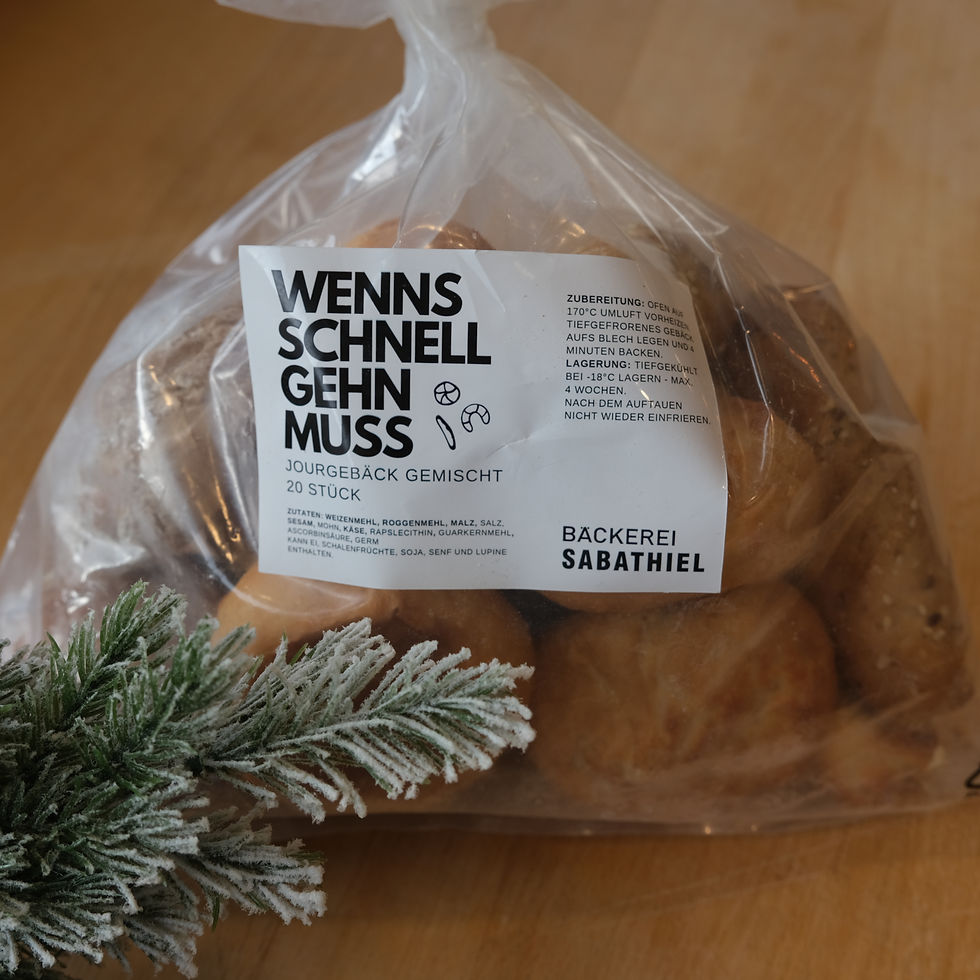 WENNS
SCHNELL
GEHN
MUSS
JOURGEBÄCK GEMISCHT
20 STÜCK
ZUTATEN: WEIZENMEHL, ROGGENMEHL, MALZ, SALZ,
SESAM, MOHN, KÄSE, RAPSLECITHIN, GUARKERNMEHL,
ASCORBINSÄURE, GERM
KANN EI, SCHALENFRÜCHTE, SOJA, SENF UND LUPINE
ENTHALTEN.
ZUBEREITUNG: OFEN AUF
170°C UMLUFT VORHEIZEN,
TIEFGEFRORENES GEBÄCK
AUFS BLECH LEGEN UND 4
MINUTEN BACKEN.
LAGERUNG: TIEFGEKÜHLT
BEI -18°C LAGERN - MAX.
4 WOCHEN.
NACH DEM AUFTAUEN
NICHT WIEDER EINFRIEREN.
BÄCKEREI
SABATHIEL